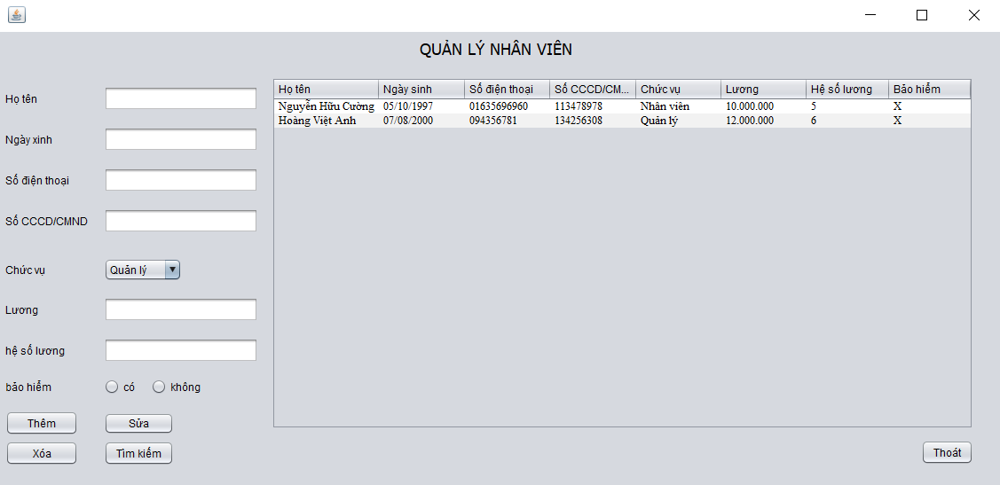 QUẢN LÝ NHÂN VIÊN
Họ tên
Ngày xinh
Số điện thoại
Số CCCD/CMND
Chức vụ Quản lý
Lương
hệ số lương
bảo hiểm có không
Thêm Sửa
Xóa Tìm kiếm
Họ tên Ngày sinh Số điện thoại Số CCCD/CM... Chức vụ Lương Hệ số lương Bảo hiểm
Nguyễn Hữu Cường 05/10/1997 01635696960 113478978 Nhân viên 10.000.000 5 X
Hoàng Việt Anh 07/08/2000 094356781 134256308 Quản lý 12.000.000 6 X
Thoát